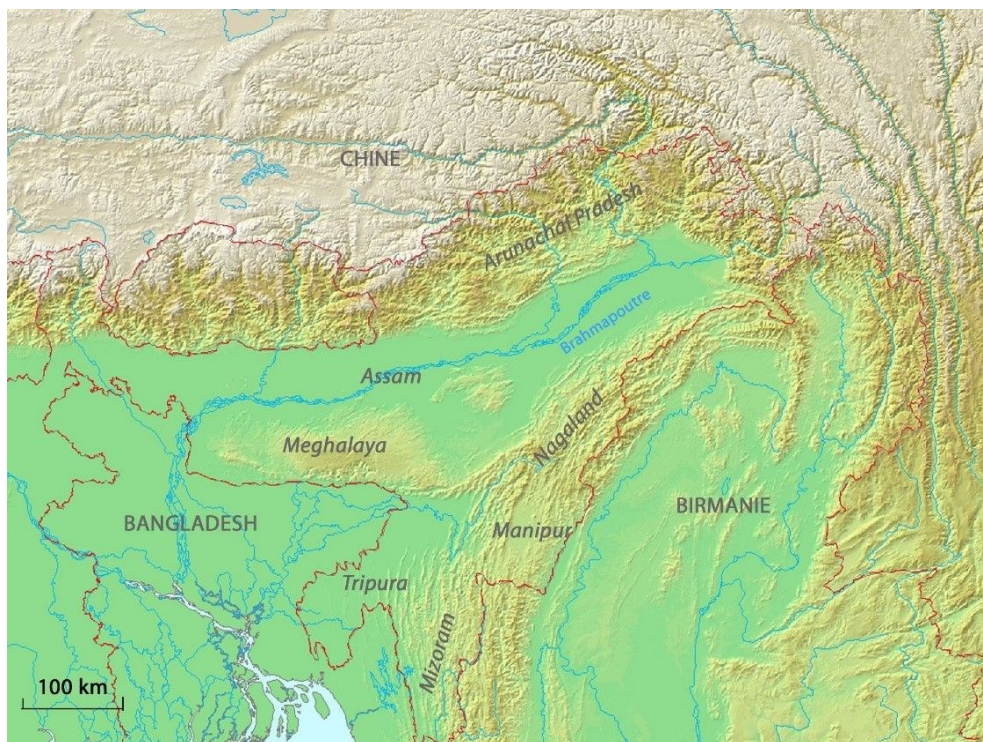 CHINE
Arunachal Pradesh
Brahmapoutre
Assam
Nagaland
Meghalaya
BIRMANIE
BANGLADESH
Manipur
Tripura
Mizoram
100 km